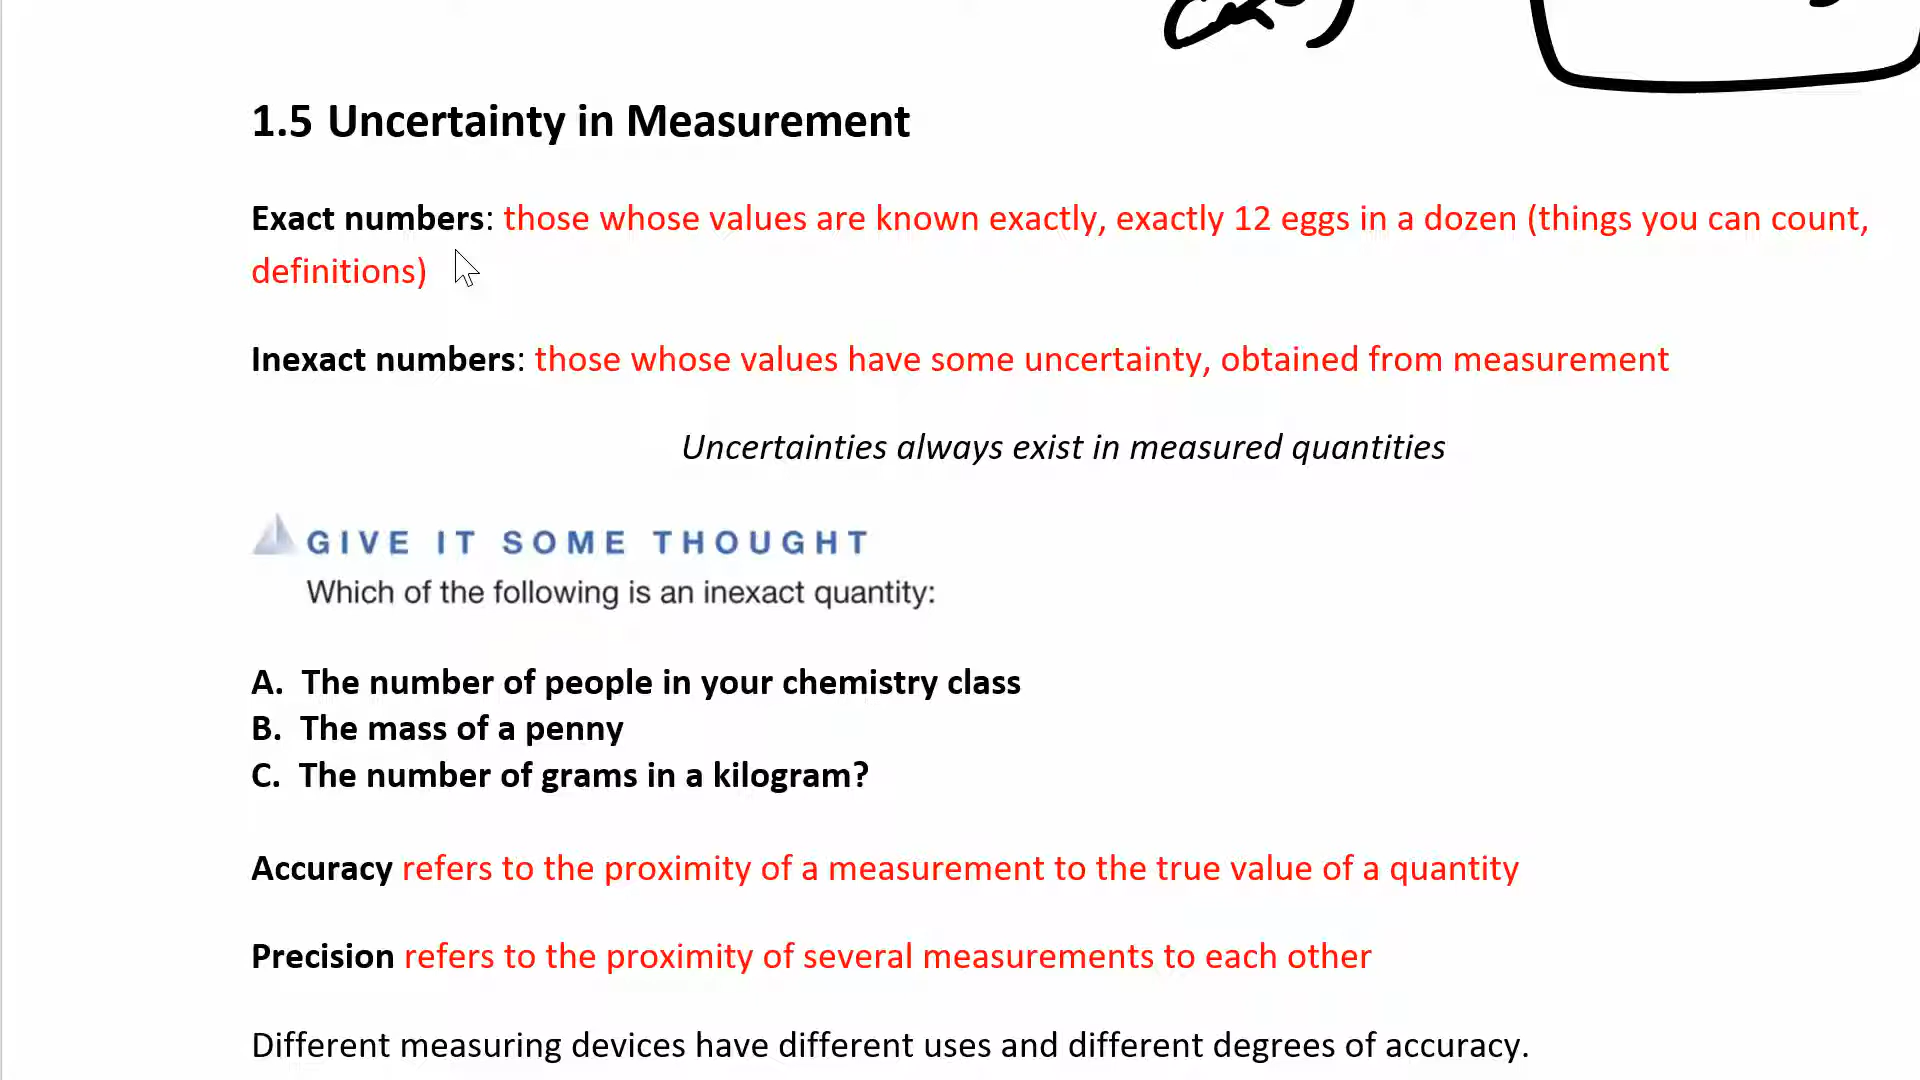 1.5 Uncertainty in Measurement
Exact numbers: those whose values are known exactly, exactly 12 eggs in a dozen (things you can count,
definitions)
Inexact numbers: those whose values have some uncertainty, obtained from measurement
Uncertainties always exist in measured quantities
GIVE IT SOME THOUGHT
Which of the following is an inexact quantity:
A. The number of people in your chemistry class
B. The mass of a penny
C. The number of grams in a kilogram?
Accuracy refers to the proximity of a measurement to the true value of a quantity
Precision refers to the proximity of several measurements to each other
Different measuring devices have different uses and different degrees of accuracy.